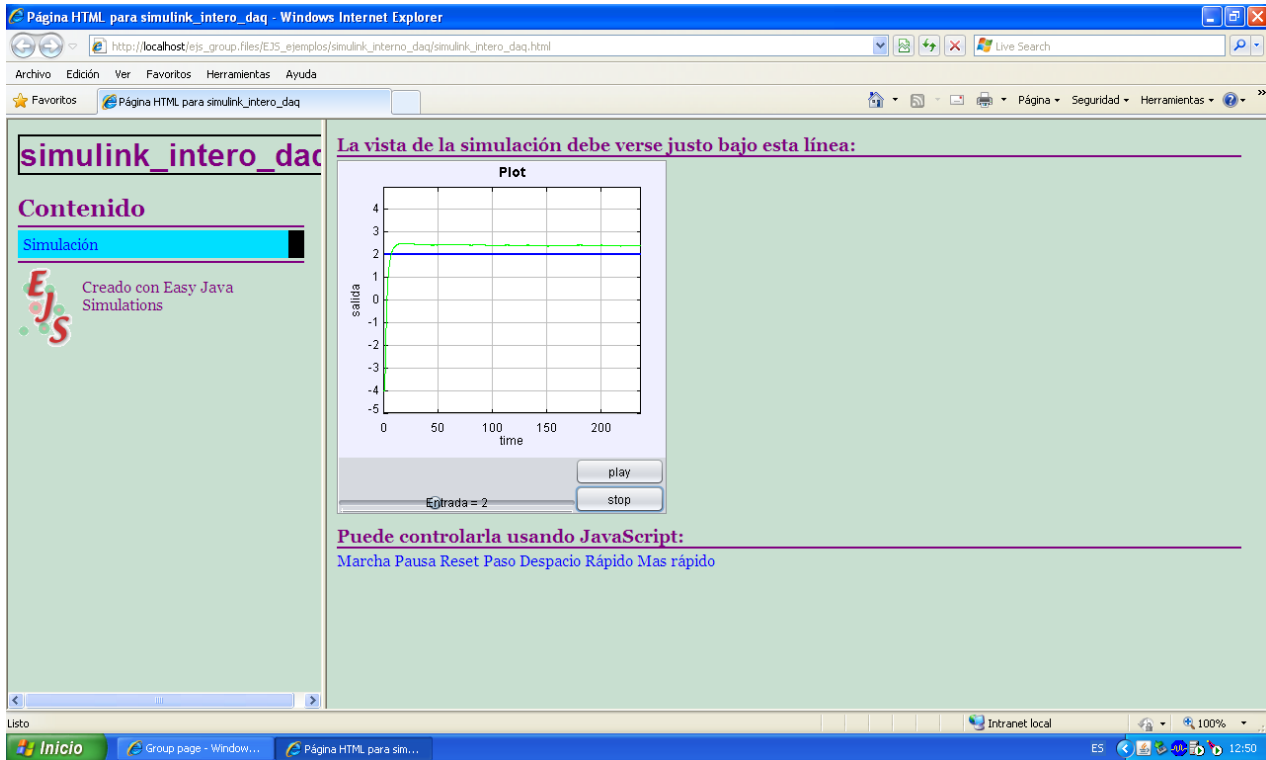 Página HTML para simulink_intero_daq - Windows Internet Explorer
http://localhost/ejs_group.files/EJS_ejemplos/simulink_interno_daq/simulink_intero_daq.html
Live Search
Archivo Edición Ver Favoritos Herramientas Ayuda
Favoritos
Página HTML para simulink_intero_daq
Página
Seguridad
Herramientas
simulink_intero_daq
Contenido
Simulación
EJS
Creado con Easy Java
Simulations
La vista de la simulación debe verse justo bajo esta línea:
Plot
4
3
2
1
0
-1
-2
-3
-4
-5
salida
0 50 100 150 200
time
play
Entrada = 2
stop
Puede controlarla usando JavaScript:
Marcha Pausa Reset Paso Despacio Rápido Mas rápido
Listo
Intranet local
100%
Inicio
Group page - Window...
Página HTML para sim...
ES
12:50